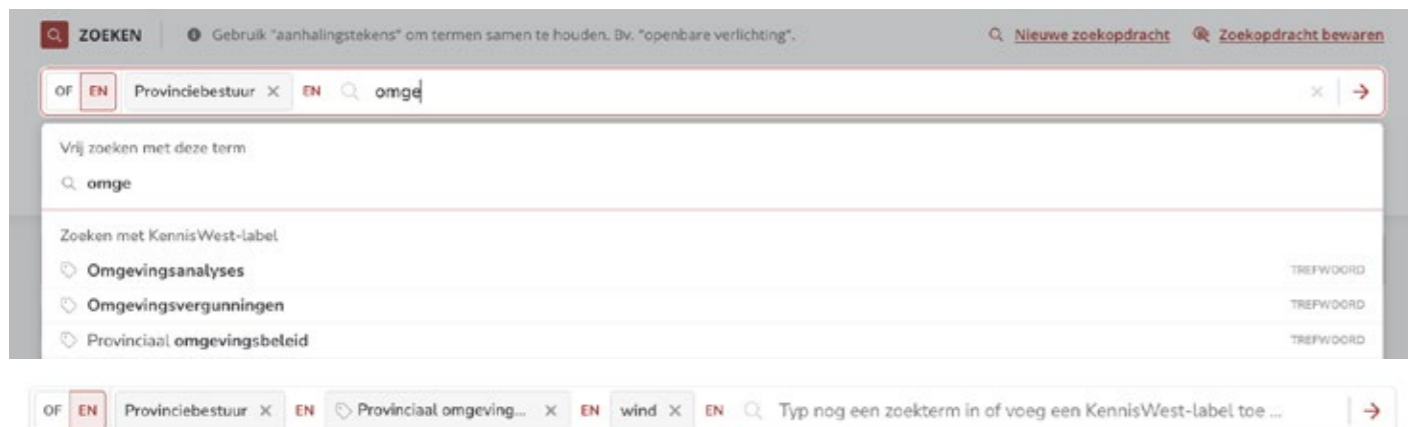 ZOEKEN Gebruik "aanhalingstekens" om termen samen te houden. Bv. "openbare verlichting". Nieuwe zoekopdracht Zoekopdracht bewaren
OF EN Provinciebestuur × EN omge × →
Vrij zoeken met deze term
omge
Zoeken met KennisWest-label
Omgevingsanalyses TREFWOORD
Omgevingsvergunningen TREFWOORD
Provinciaal omgevingsbeleid TREFWOORD
OF EN Provinciebestuur × EN Provinciaal omgeving... × EN wind × EN Typ nog een zoekterm in of voeg een KennisWest-label toe ... →